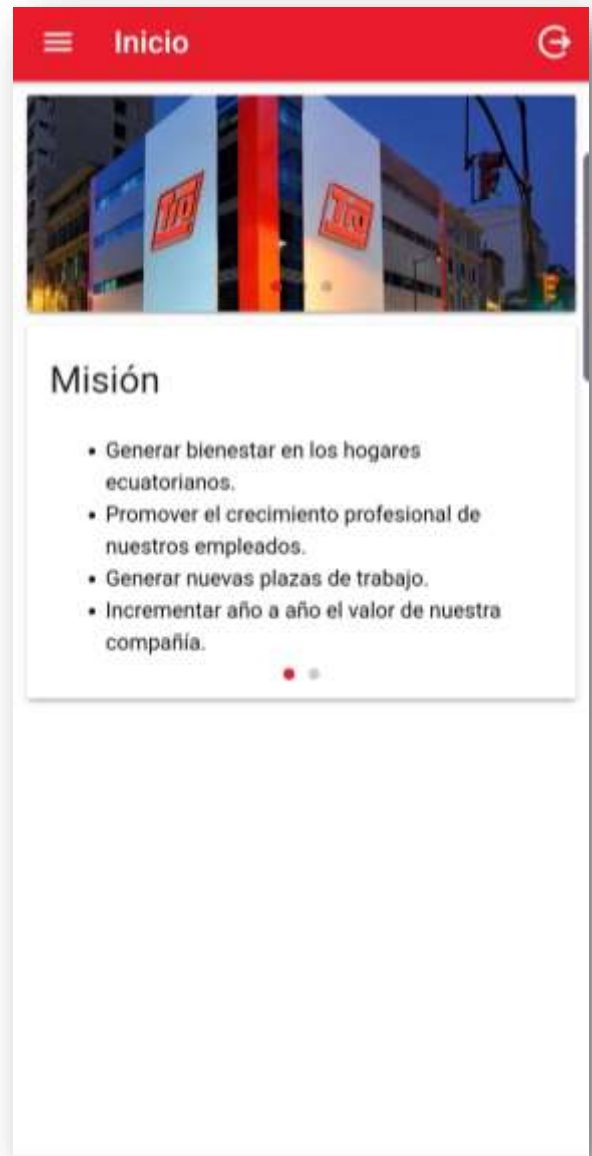 Inicio
Misión
• Generar bienestar en los hogares
ecuatorianos.
• Promover el crecimiento profesional de
nuestros empleados.
• Generar nuevas plazas de trabajo.
• Incrementar año a año el valor de nuestra
compañía.